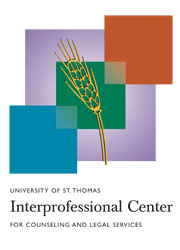 UNIVERSITY OF ST. THOMAS
Interprofessional Center
FOR COUNSELING AND LEGAL SERVICES